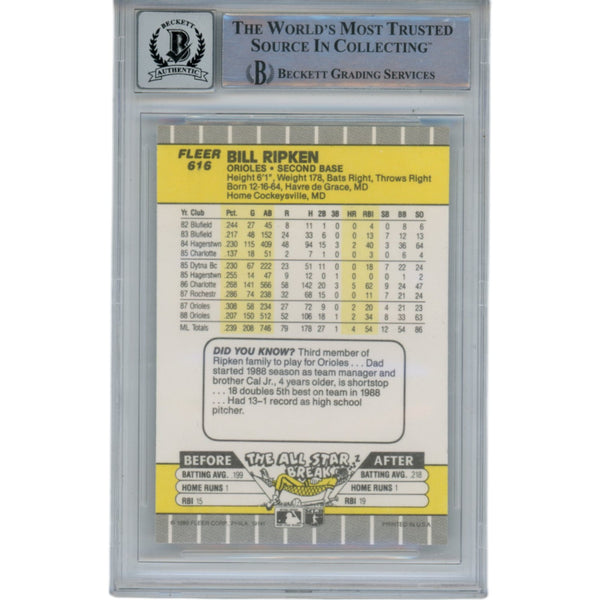 BECKETT
B
AUTHENTIC
THE WORLD'S MOST TRUSTED
SOURCE IN COLLECTING™
B BECKETT GRADING SERVICES
FLEER
616
BILL RIPKEN
ORIOLES • SECOND BASE
Height 6'1", Weight 178, Bats Right, Throws Right
Born 12-16-64, Havre de Grace, MD
Home Cockeysville, MD
Yr. Club Pct. G AB R H 2B 3B HR RBI SB BB SO
82 Blufield .244 27 45 8 11 1 0 0 4 0 8 6
83 Blufield .217 48 152 24 33 6 0 0 13 7 12 13
84 Hagerstwn .230 115 409 48 94 15 3 2 40 3 36 64
85 Charlotte .137 18 51 2 7 1 0 0 3 0 6 4
85 Dytna Bc .230 67 222 23 51 11 0 0 18 7 22 24
85 Hagerstwn .255 14 47 9 12 0 1 0 0 0 1 2
86 Charlotte .268 141 566 58 142 20 3 5 62 9 24 47
87 Rochestr .286 74 238 32 68 15 0 0 11 7 21 24
87 Orioles .308 58 234 27 72 9 0 2 20 4 21 23
88 Orioles .207 150 512 52 106 18 1 2 34 8 33 63
ML Totals .239 208 746 79 178 27 1 4 54 12 54 86
DID YOU KNOW? Third member of
Ripken family to play for Orioles . . . Dad
started 1988 season as team manager and
brother Cal Jr., 4 years older, is shortstop
. . . 18 doubles 5th best on team in 1988
. . . Had 13-1 record as high school
pitcher.
BEFORE THE ALL STAR BREAK AFTER
BATTING AVG. .199 BATTING AVG. .218
HOME RUNS 1 HOME RUNS 1
RBI 15 RBI 19
PRINTED IN U.S.A.